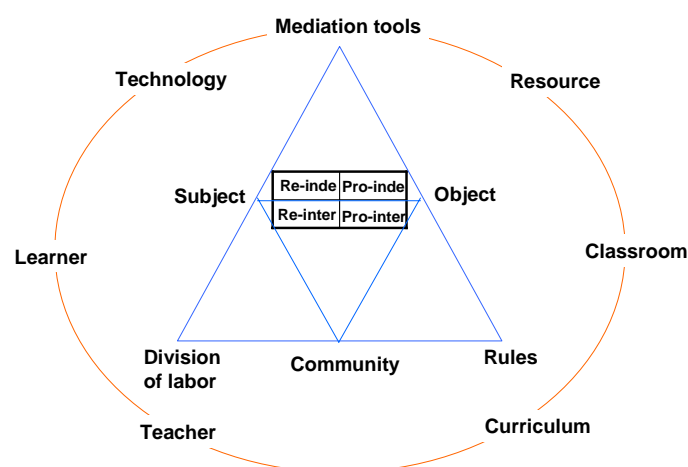 Mediation tools
Technology
Resource
Re-inde Pro-inde
Subject
Object
Re-inter Pro-inter
Learner
Classroom
Division
of labor
Community
Rules
Teacher
Curriculum